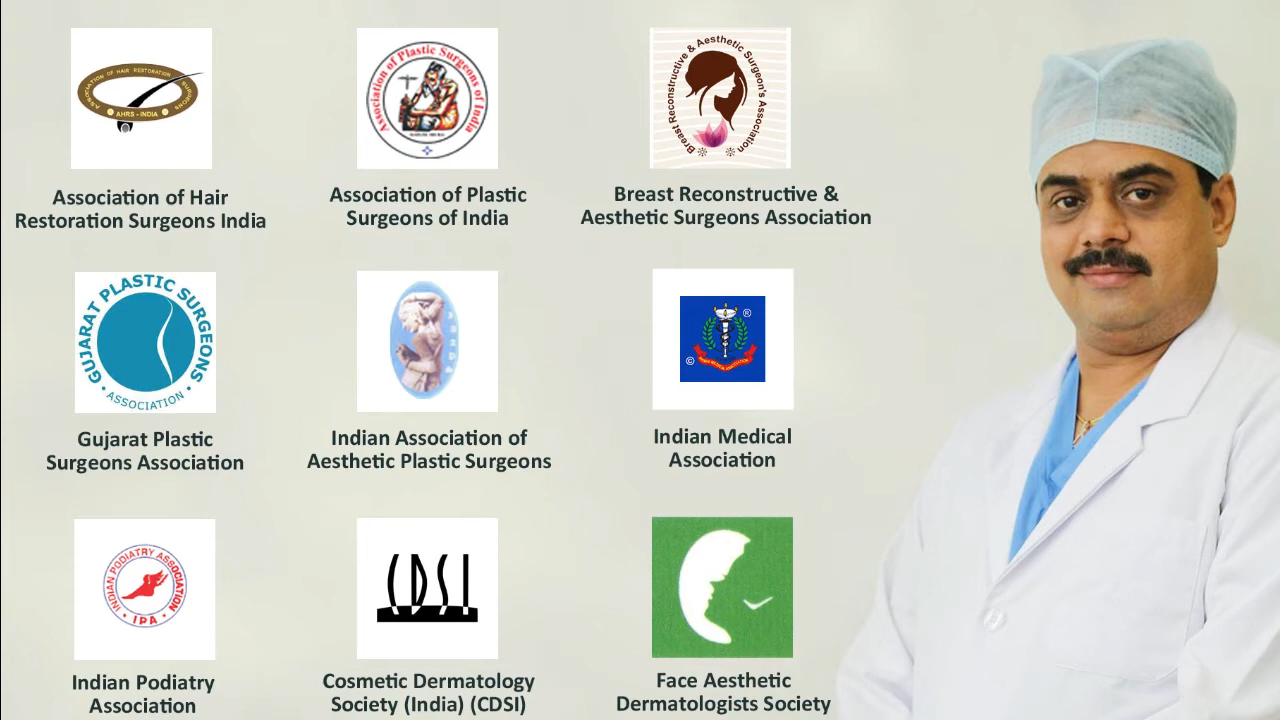 ASSOCIATION OF HAIR RESTORATION SURGEONS
AHRS - INDIA
Association of Hair
Restoration Surgeons India
Association of Plastic Surgeons of India
Association of Plastic
Surgeons of India
Breast Reconstructive & Aesthetic Surgeon's Association
Breast Reconstructive &
Aesthetic Surgeons Association
GUJARAT PLASTIC SURGEONS
• ASSOCIATION •
Gujarat Plastic
Surgeons Association
Indian Association of
Aesthetic Plastic Surgeons
®
©
INDIAN MEDICAL ASSOCIATION
Indian Medical
Association
INDIAN PODIATRY ASSOCIATION
• IPA •
Indian Podiatry
Association
CDSI
Cosmetic Dermatology
Society (India) (CDSI)
Face Aesthetic
Dermatologists Society